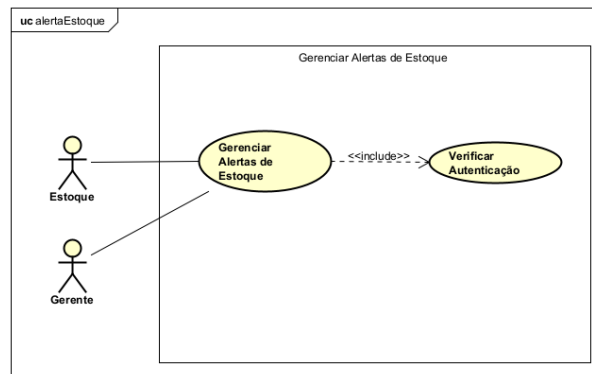 uc alertaEstoque
Gerenciar Alertas de Estoque
Gerenciar
Alertas de
Estoque
<<include>>
Verificar
Autenticação
Estoque
Gerente